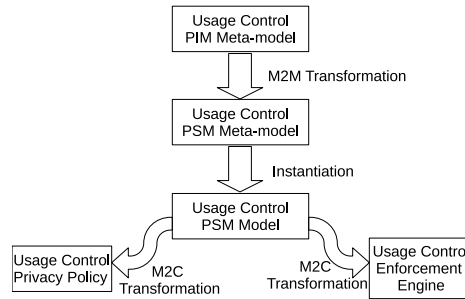 Usage Control
PIM Meta-model
M2M Transformation
Usage Control
PSM Meta-model
Instantiation
Usage Control
PSM Model
Usage Control
Privacy Policy
M2C
Transformation
M2C
Transformation
Usage Control
Enforcement
Engine